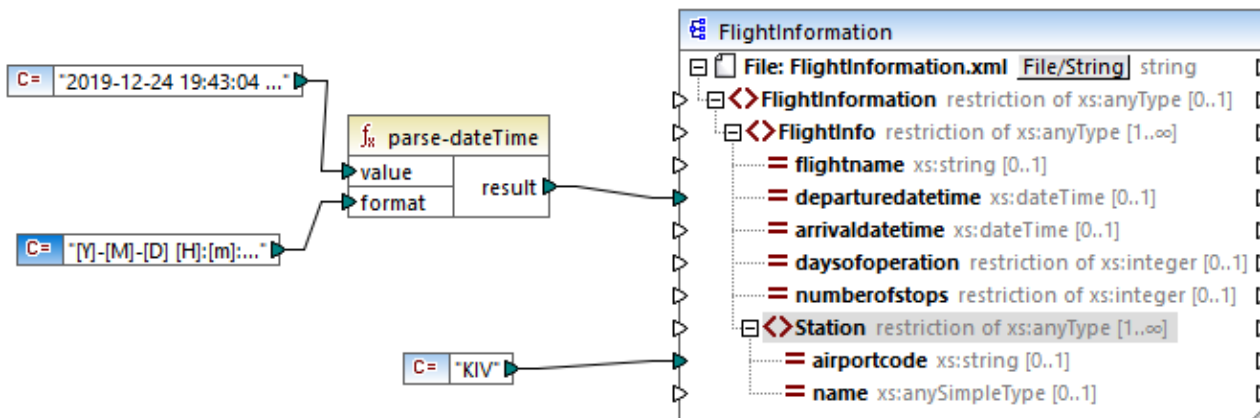 FlightInformation
File: FlightInformation.xml File/String string
C= "2019-12-24 19:43:04 ..."
FlightInformation restriction of xs:anyType [0..1]
fx parse-dateTime
FlightInfo restriction of xs:anyType [1..∞]
value
flightname xs:string [0..1]
result
format
departuredatetime xs:dateTime [0..1]
arrivaldatetime xs:dateTime [0..1]
C= "[Y]-[M]-[D] [H]:[m]:..."
daysofoperation restriction of xs:integer [0..1]
numberofstops restriction of xs:integer [0..1]
Station restriction of xs:anyType [1..∞]
C= "KIV"
airportcode xs:string [0..1]
name xs:anySimpleType [0..1]